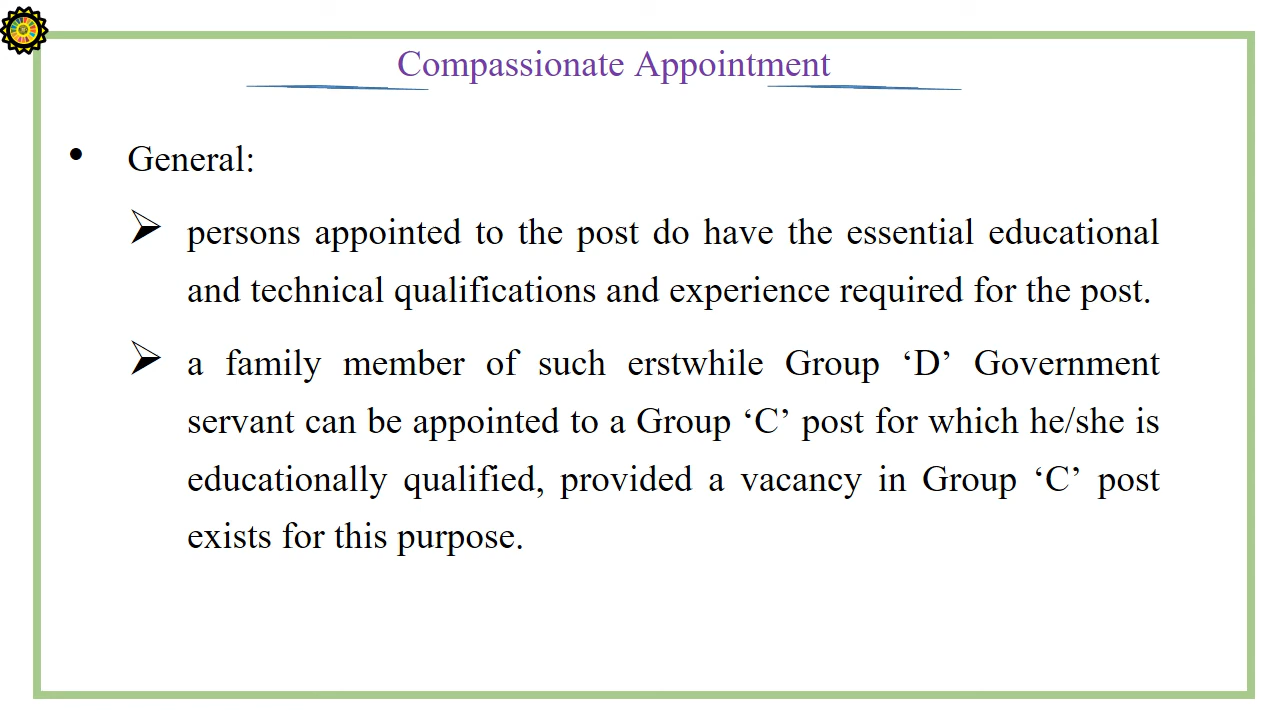 Compassionate Appointment
• General:
➢ persons appointed to the post do have the essential educational
and technical qualifications and experience required for the post.
➢ a family member of such erstwhile Group ‘D’ Government
servant can be appointed to a Group ‘C’ post for which he/she is
educationally qualified, provided a vacancy in Group ‘C’ post
exists for this purpose.